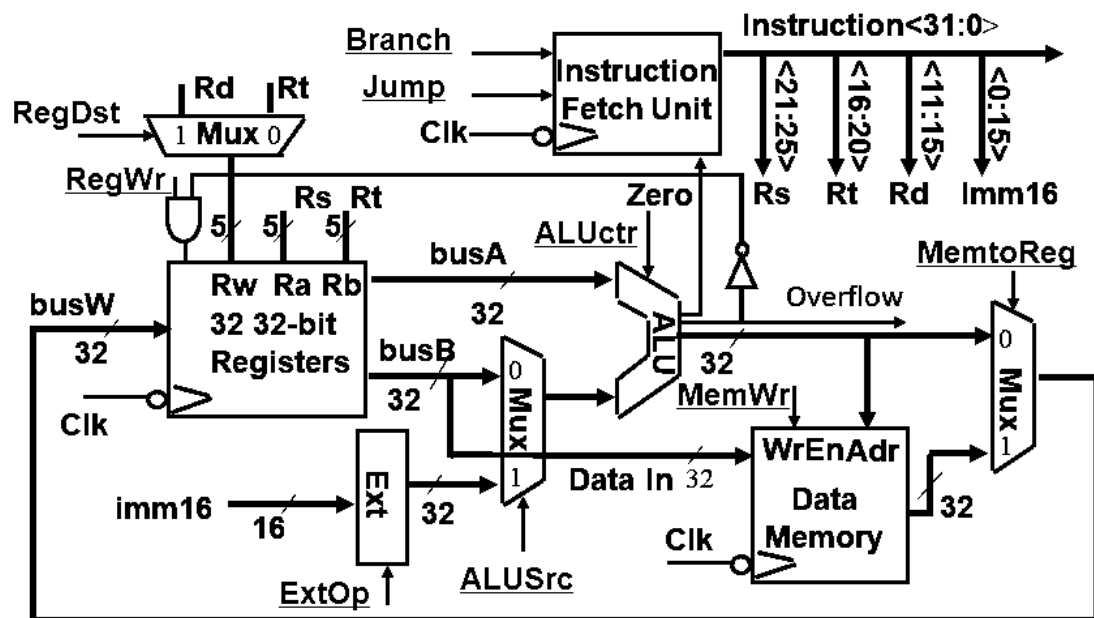 Instruction<31:0>
Branch
Jump
Clk
Instruction
Fetch Unit
<21:25>
<16:20>
<11:15>
<0:15>
Rs
Rt
Rd
Imm16
Rd
Rt
RegDst
1 Mux 0
RegWr
5
5
5
Rs
Rt
Rw
Ra
Rb
32 32-bit
Registers
busW
32
Clk
busA
32
busB
32
Zero
ALUctr
ALU
Overflow
32
MemtoReg
0
Mux
1
0
Mux
1
MemWr
WrEn
Adr
Data
Memory
Data In
32
32
Clk
imm16
16
Ext
32
ExtOp
ALUSrc